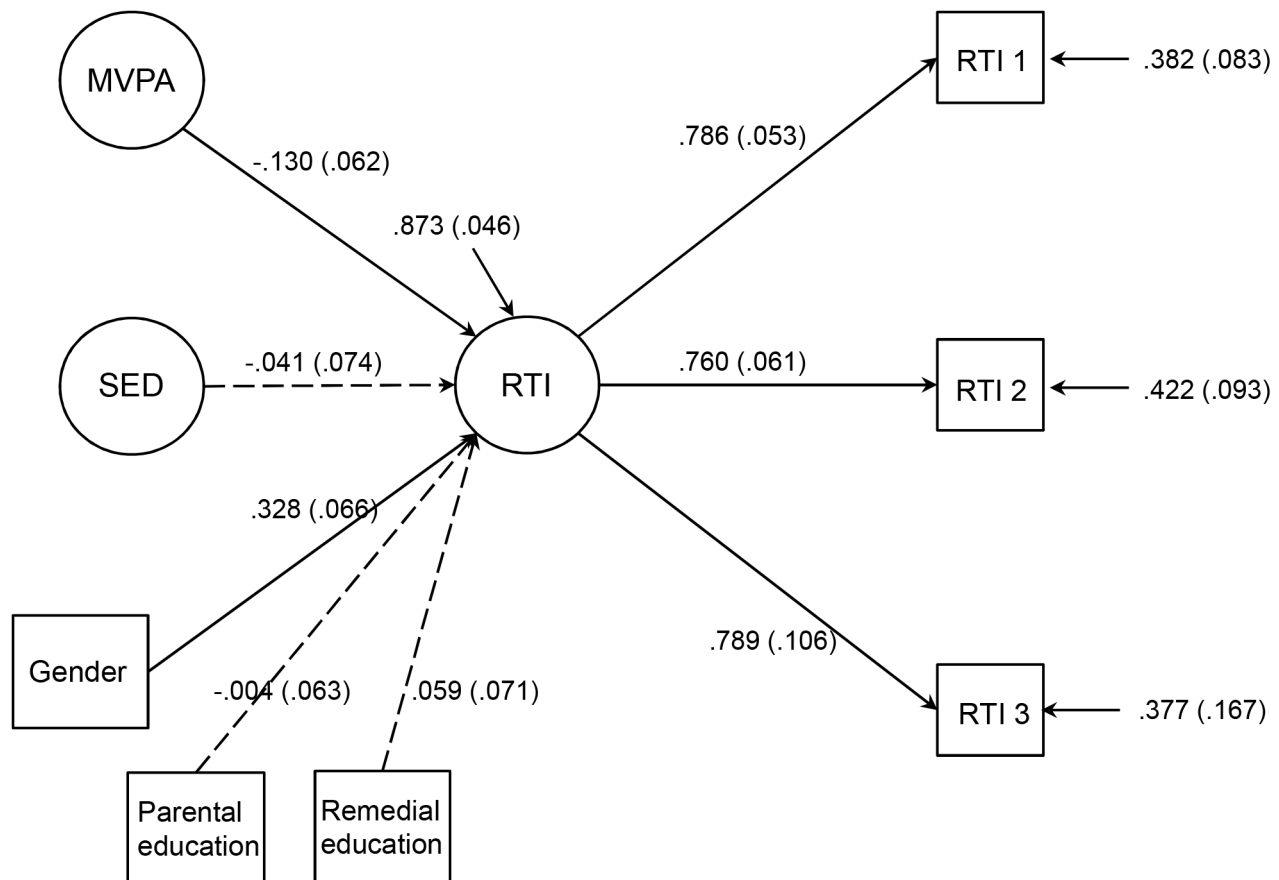 MVPA
RTI 1
.382 (.083)
.786 (.053)
-.130 (.062)
.873 (.046)
-.041 (.074)
.760 (.061)
SED
RTI
RTI 2
.422 (.093)
.328 (.066)
.789 (.106)
Gender
-.004 (.063)
.059 (.071)
RTI 3
.377 (.167)
Parental
education
Remedial
education